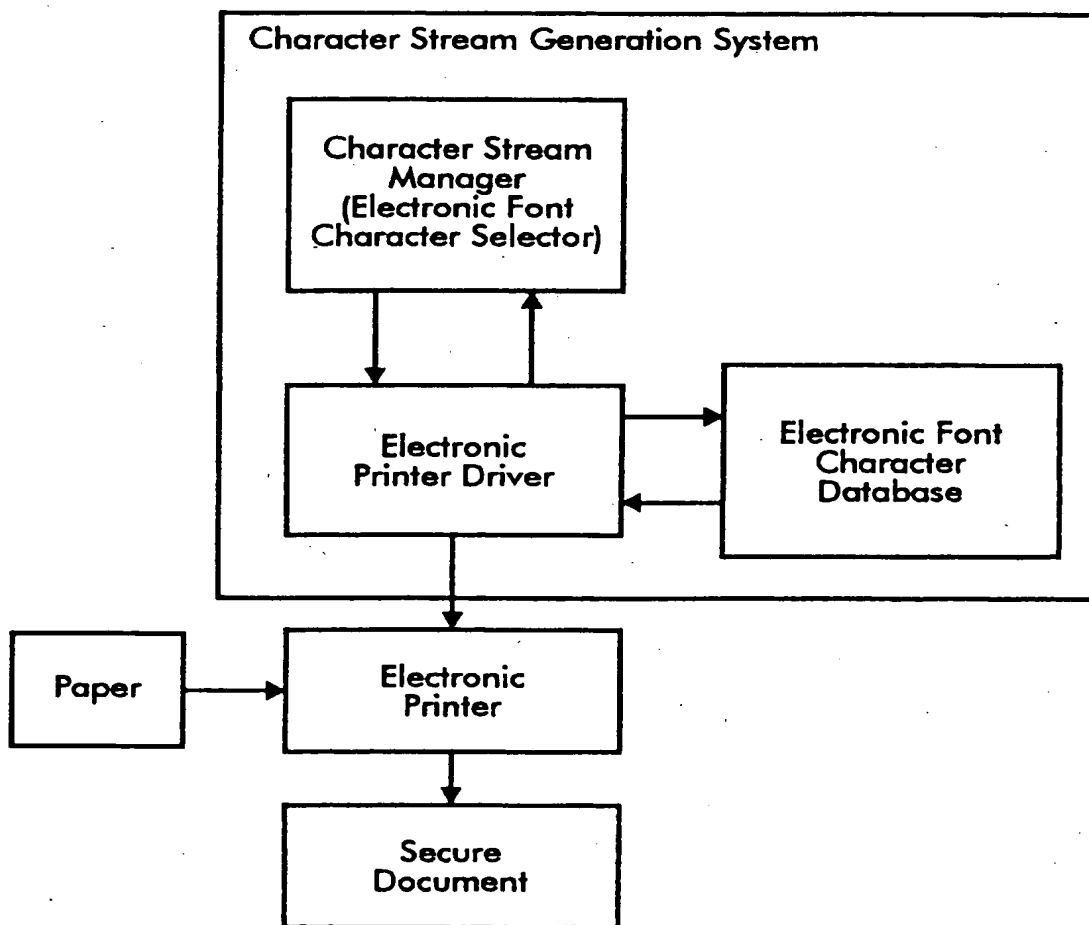 Character Stream Generation System
Character Stream
Manager
(Electronic Font
Character Selector)
Electronic
Printer Driver
Electronic Font
Character
Database
Paper
Electronic
Printer
Secure
Document